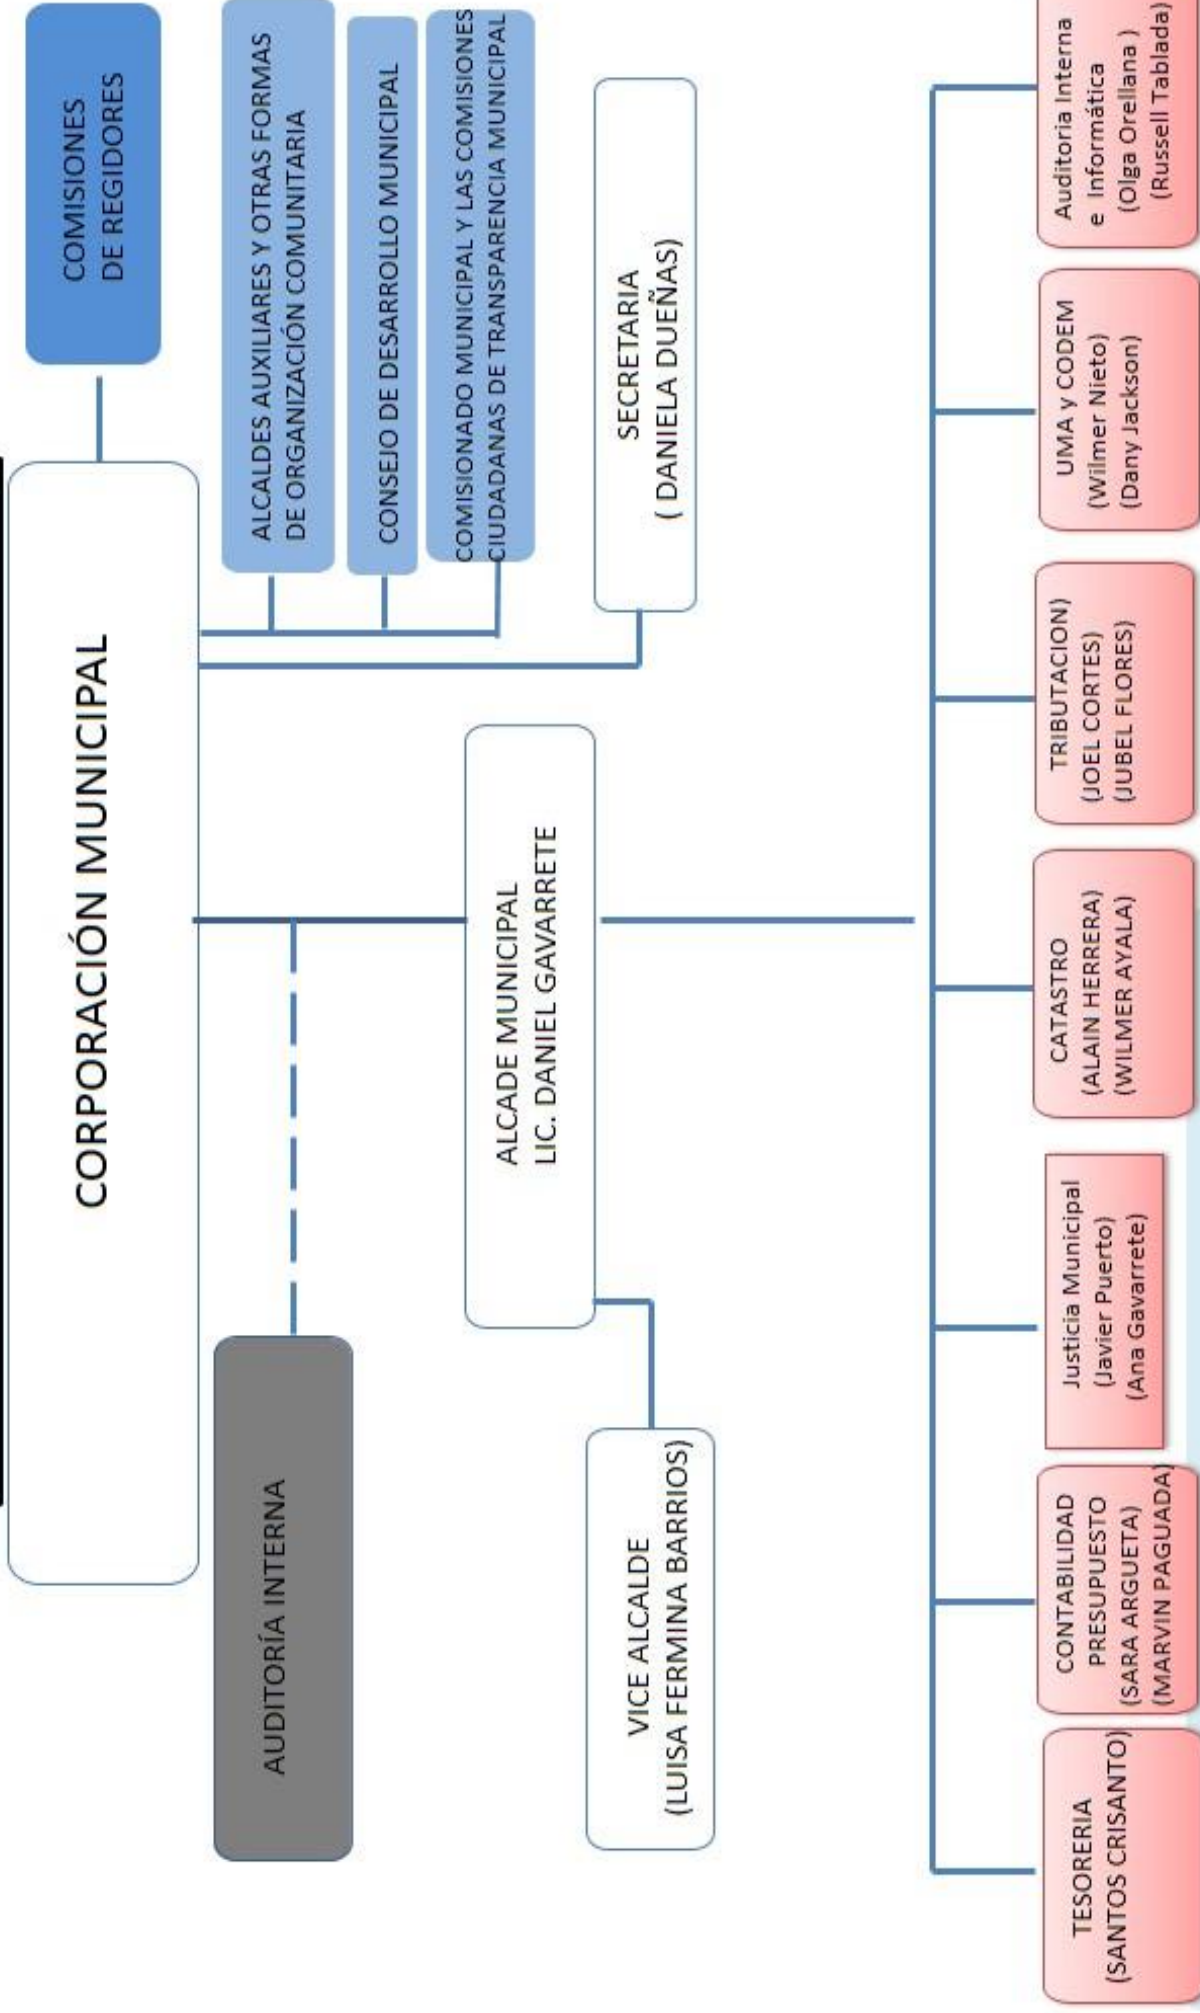 CORPORACIÓN MUNICIPAL
COMISIONES
DE REGIDORES
AUDITORÍA INTERNA
ALCALDES AUXILIARES Y OTRAS FORMAS
DE ORGANIZACIÓN COMUNITARIA
CONSEJO DE DESARROLLO MUNICIPAL
COMISIONADO MUNICIPAL Y LAS COMISIONES
CIUDADANAS DE TRANSPARENCIA MUNICIPAL
ALCADE MUNICIPAL
LIC. DANIEL GAVARRETE
VICE ALCALDE
(LUISA FERMINA BARRIOS)
SECRETARIA
( DANIELA DUEÑAS)
TESORERIA
(SANTOS CRISANTO)
CONTABILIDAD
PRESUPUESTO
(SARA ARGUETA)
(MARVIN PAGUADA)
Justicia Municipal
(Javier Puerto)
(Ana Gavarrete)
CATASTRO
(ALAIN HERRERA)
(WILMER AYALA)
TRIBUTACION)
(JOEL CORTES)
(JUBEL FLORES)
UMA y CODEM
(Wilmer Nieto)
(Dany Jackson)
Auditoria Interna
e Informática
(Olga Orellana )
(Russell Tablada)